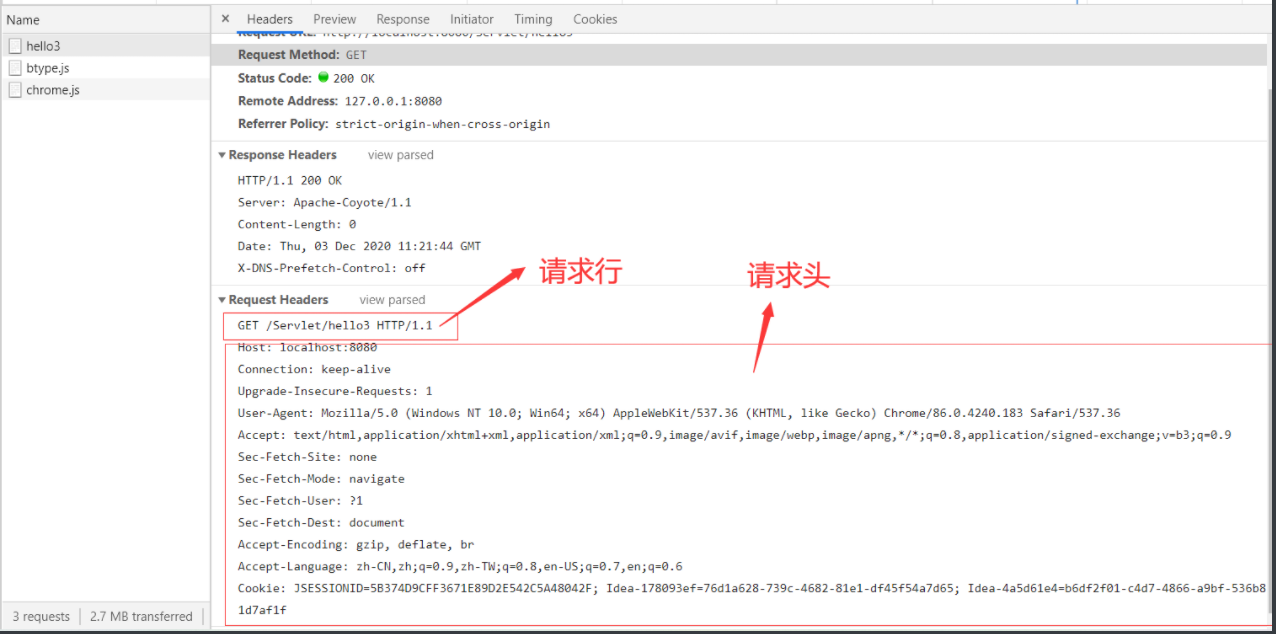 Name
× Headers Preview Response Initiator Timing Cookies
hello3
btype.js
chrome.js
Request URL: http://localhost:8080/Servlet/hello3
Request Method: GET
Status Code: 200 OK
Remote Address: 127.0.0.1:8080
Referrer Policy: strict-origin-when-cross-origin
Response Headers view parsed
HTTP/1.1 200 OK
Server: Apache-Coyote/1.1
Content-Length: 0
Date: Thu, 03 Dec 2020 11:21:44 GMT
X-DNS-Prefetch-Control: off
请求行
请求头
Request Headers view parsed
GET /Servlet/hello3 HTTP/1.1
Host: localhost:8080
Connection: keep-alive
Upgrade-Insecure-Requests: 1
User-Agent: Mozilla/5.0 (Windows NT 10.0; Win64; x64) AppleWebKit/537.36 (KHTML, like Gecko) Chrome/86.0.4240.183 Safari/537.36
Accept: text/html,application/xhtml+xml,application/xml;q=0.9,image/avif,image/webp,image/apng,*/*;q=0.8,application/signed-exchange;v=b3;q=0.9
Sec-Fetch-Site: none
Sec-Fetch-Mode: navigate
Sec-Fetch-User: ?1
Sec-Fetch-Dest: document
Accept-Encoding: gzip, deflate, br
Accept-Language: zh-CN,zh;q=0.9,zh-TW;q=0.8,en-US;q=0.7,en;q=0.6
Cookie: JSESSIONID=5B374D9CFF3671E89D2E542C5A48042F; Idea-178093ef=76d1a628-739c-4682-81e1-df45f54a7d65; Idea-4a5d61e4=b6df2f01-c4d7-4866-a9bf-536b8
1d7af1f
3 requests 2.7 MB transferred